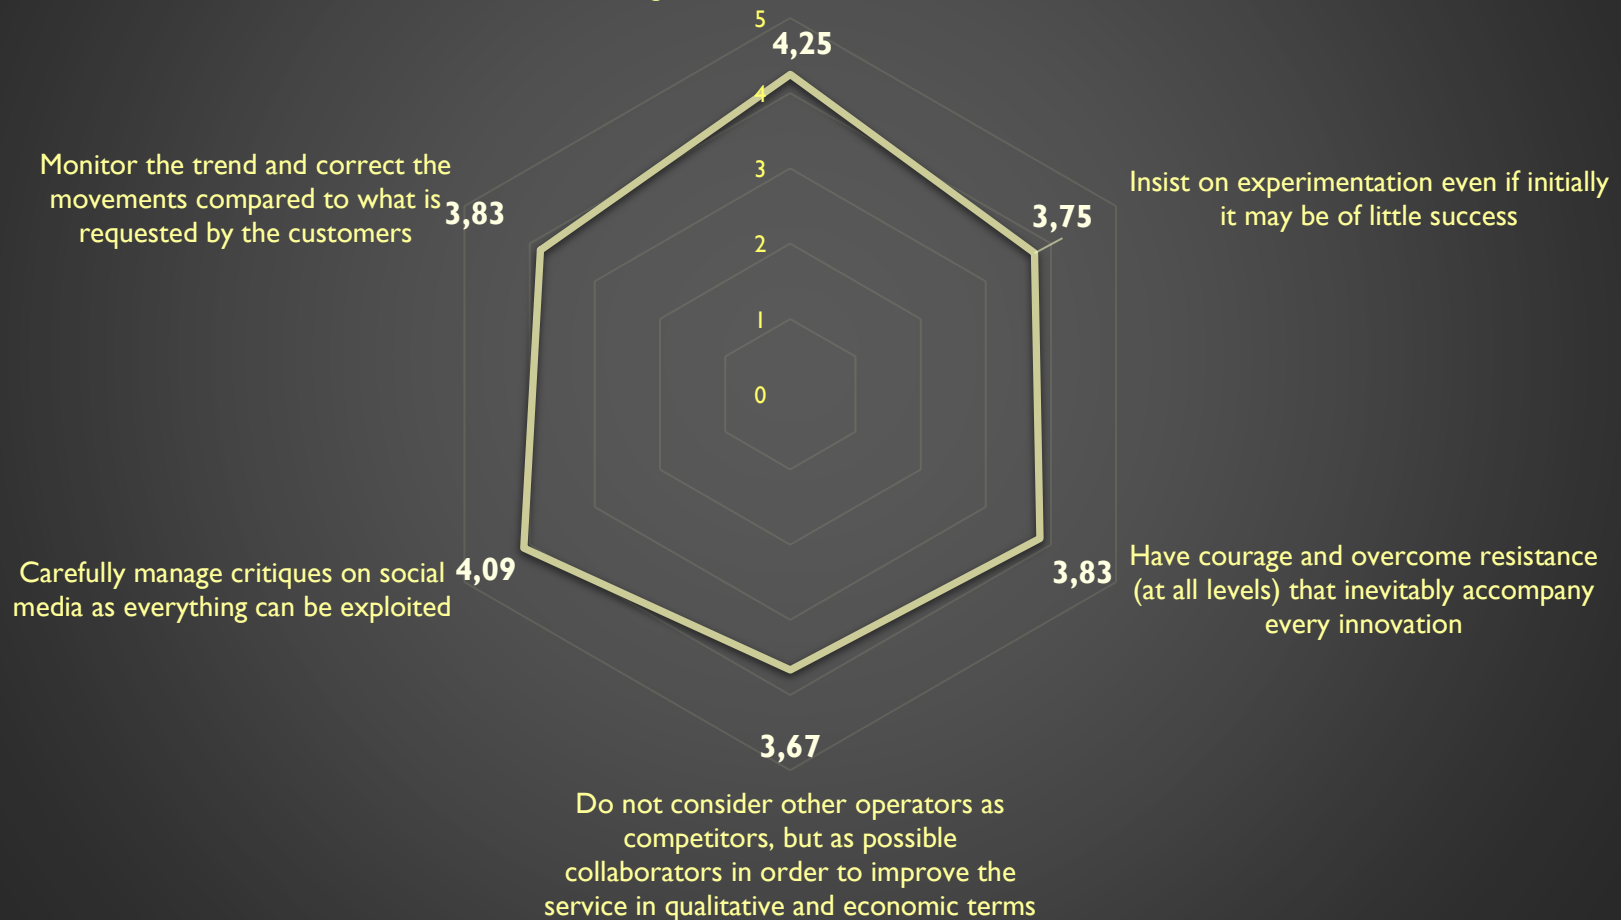 5
4,25
4
3
2
1
0
Monitor the trend and correct the
movements compared to what is
requested by the customers
3,83
3,75
Insist on experimentation even if initially
it may be of little success
Carefully manage critiques on social
media as everything can be exploited
4,09
3,83
Have courage and overcome resistance
(at all levels) that inevitably accompany
every innovation
3,67
Do not consider other operators as
competitors, but as possible
collaborators in order to improve the
service in qualitative and economic terms